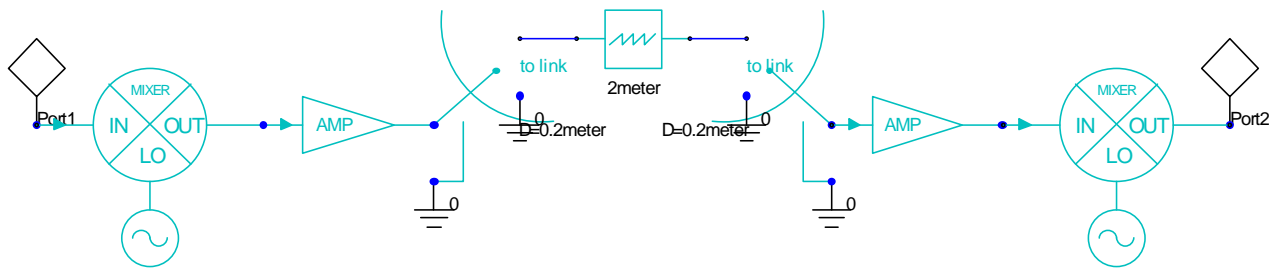 to link
to link
2meter
MIXER
MIXER
Port1
IN
OUT
AMP
0
D=0.2meter
D=0.2meter
0
AMP
IN
OUT
Port2
LO
LO
0
0